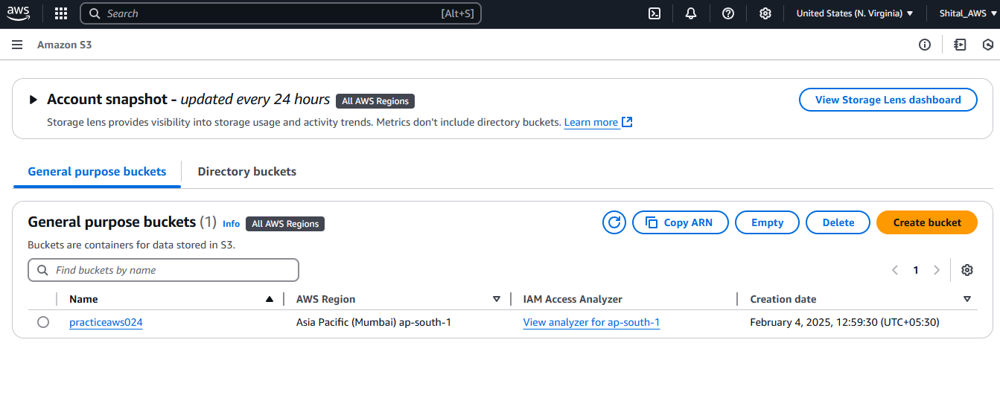 aws Search [Alt+S] United States (N. Virginia) Shital_AWS
Amazon S3
Account snapshot - updated every 24 hours All AWS Regions View Storage Lens dashboard
Storage lens provides visibility into storage usage and activity trends. Metrics don't include directory buckets. Learn more
General purpose buckets Directory buckets
General purpose buckets (1) Info All AWS Regions Copy ARN Empty Delete Create bucket
Buckets are containers for data stored in S3.
Find buckets by name 1
Name AWS Region IAM Access Analyzer Creation date
practiceaws024 Asia Pacific (Mumbai) ap-south-1 View analyzer for ap-south-1 February 4, 2025, 12:59:30 (UTC+05:30)